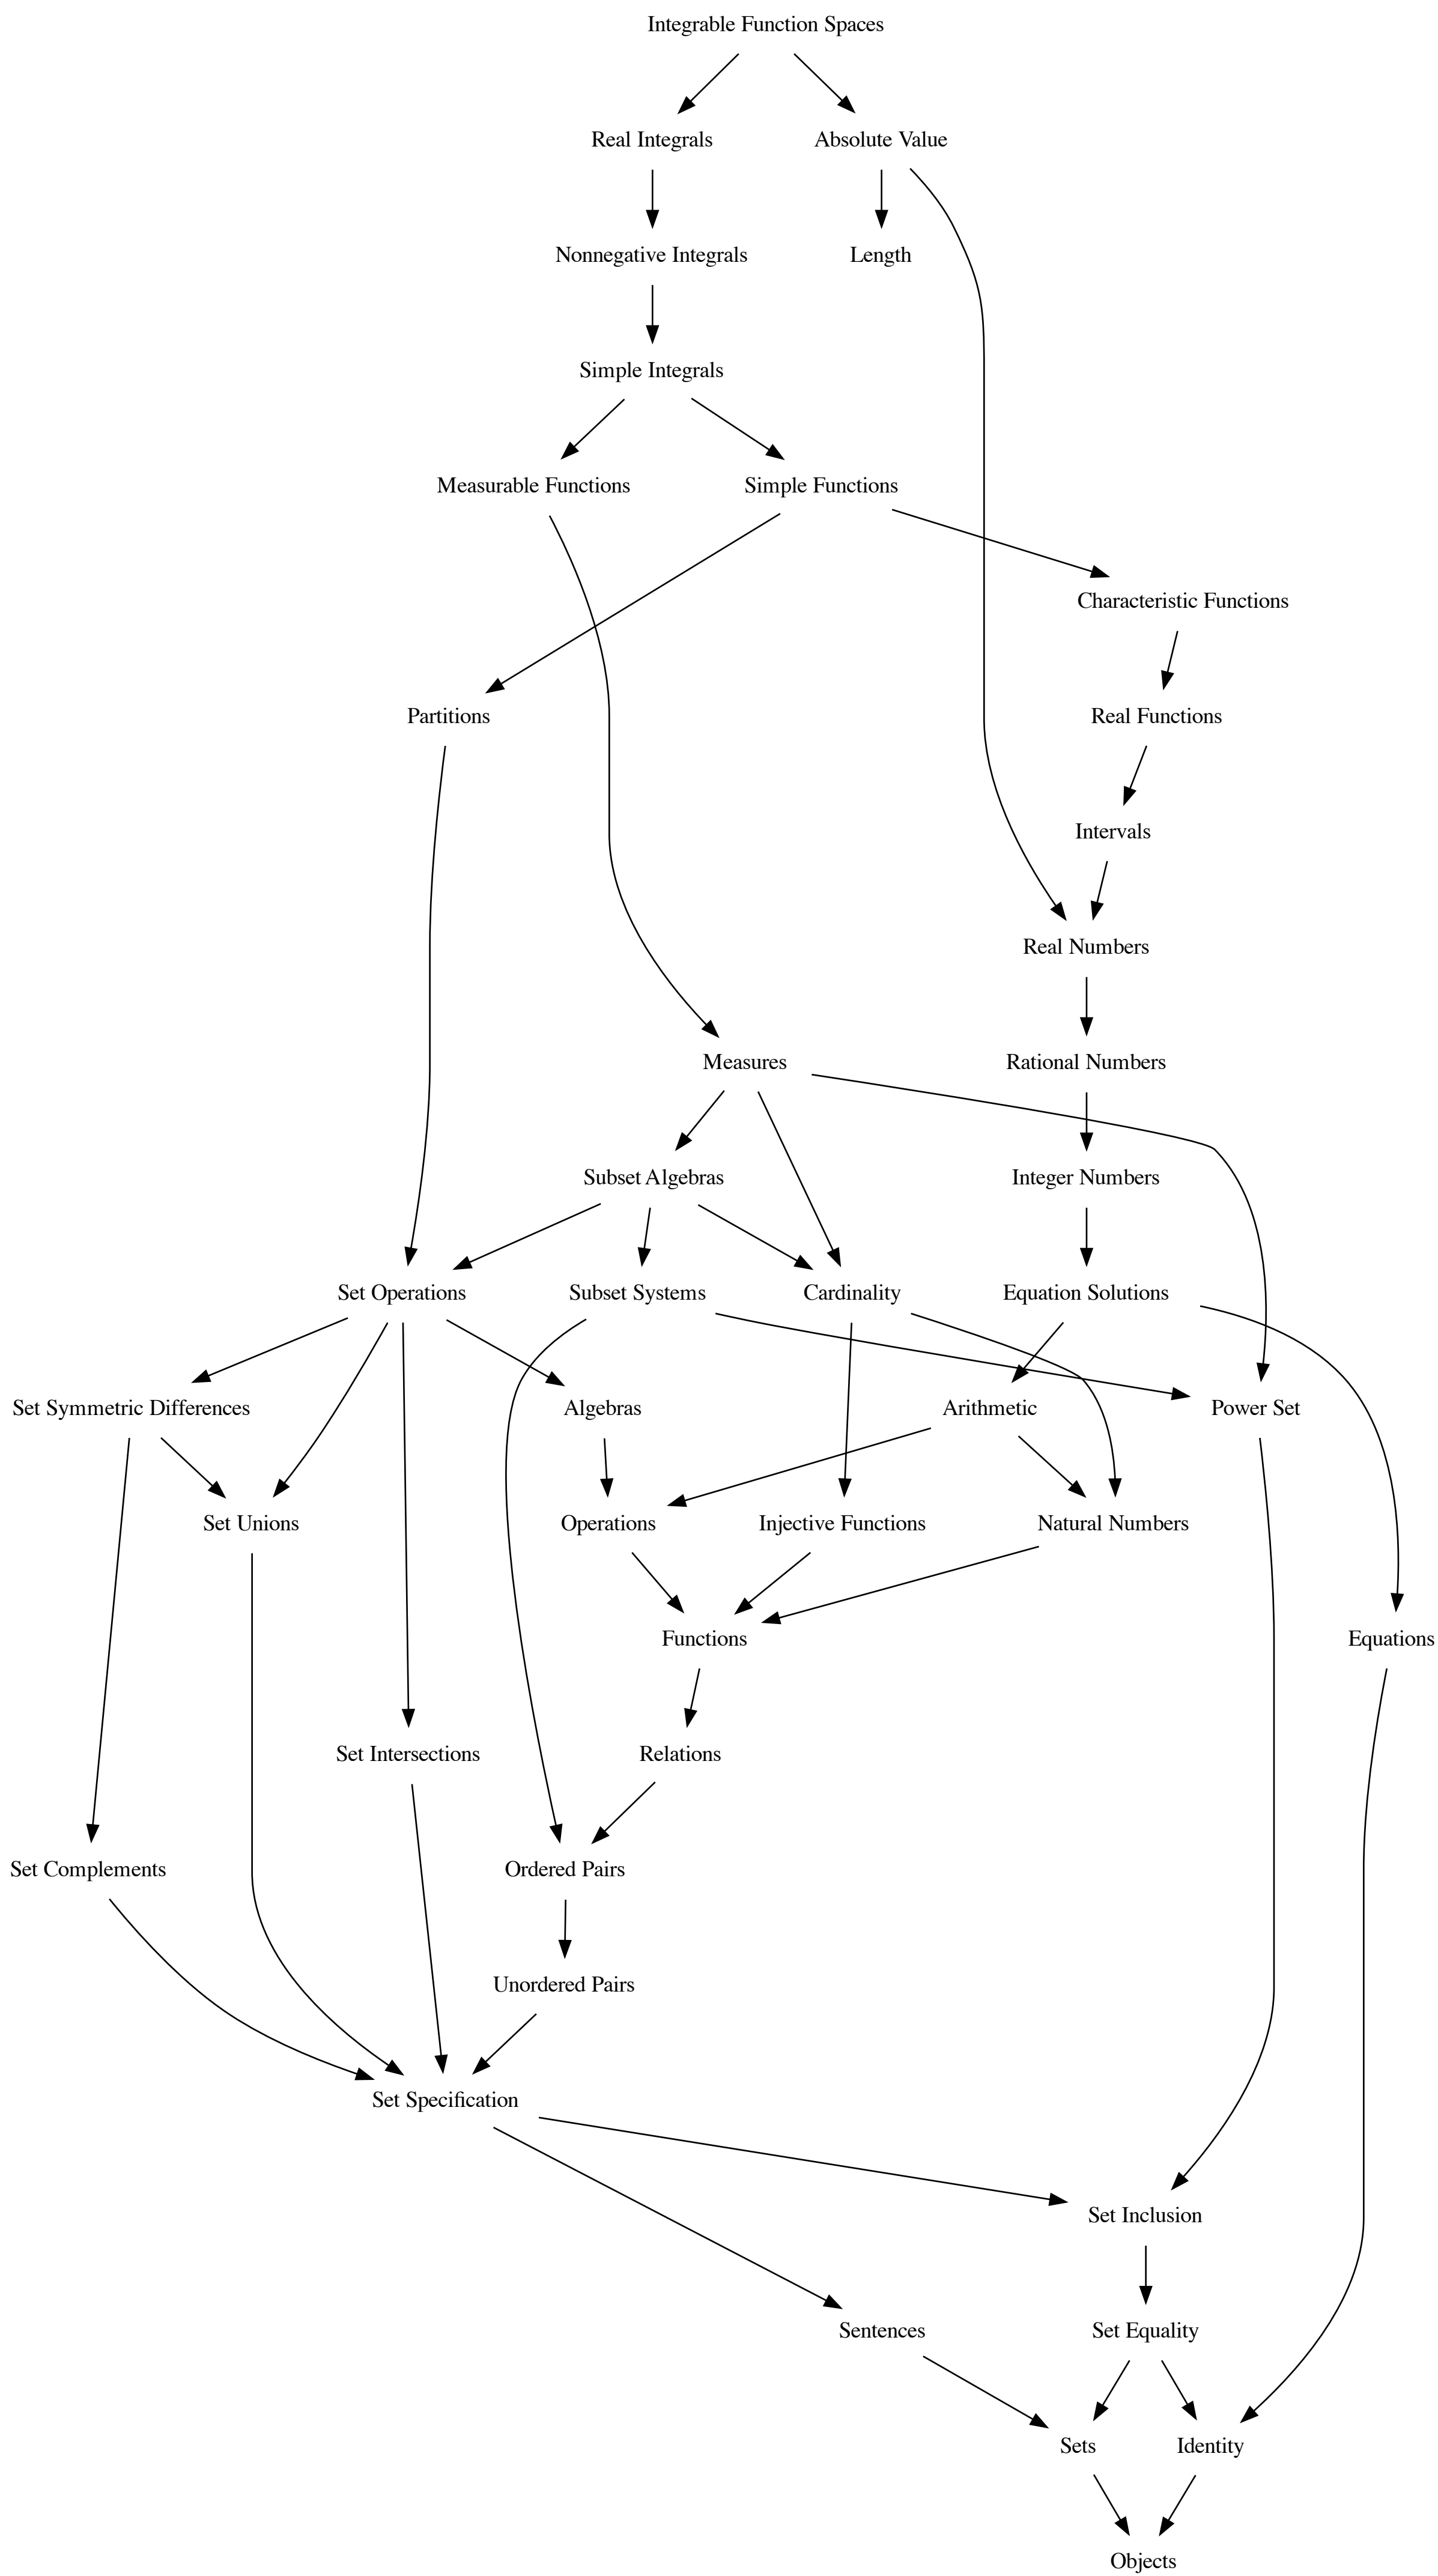 Integrable Function Spaces
Real Integrals
Absolute Value
Nonnegative Integrals
Length
Simple Integrals
Measurable Functions
Simple Functions
Characteristic Functions
Partitions
Real Functions
Intervals
Real Numbers
Measures
Rational Numbers
Subset Algebras
Integer Numbers
Set Operations
Subset Systems
Cardinality
Equation Solutions
Set Symmetric Differences
Algebras
Arithmetic
Power Set
Set Unions
Operations
Injective Functions
Natural Numbers
Functions
Equations
Set Intersections
Relations
Set Complements
Ordered Pairs
Unordered Pairs
Set Specification
Set Inclusion
Sentences
Set Equality
Sets
Identity
Objects